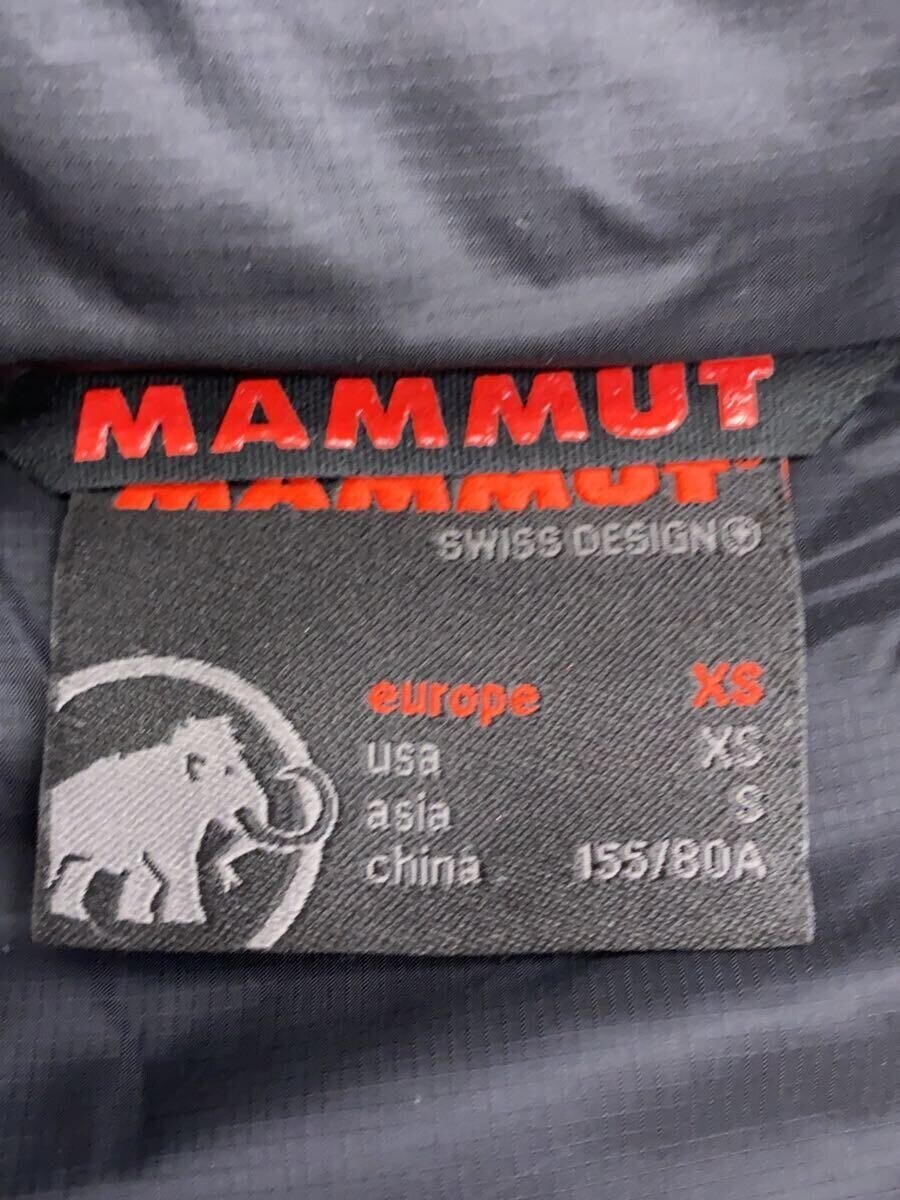 MAMMUT
MAMMUT
SWISS DESIGN
europe XS
usa XS
asia S
china 155/80A